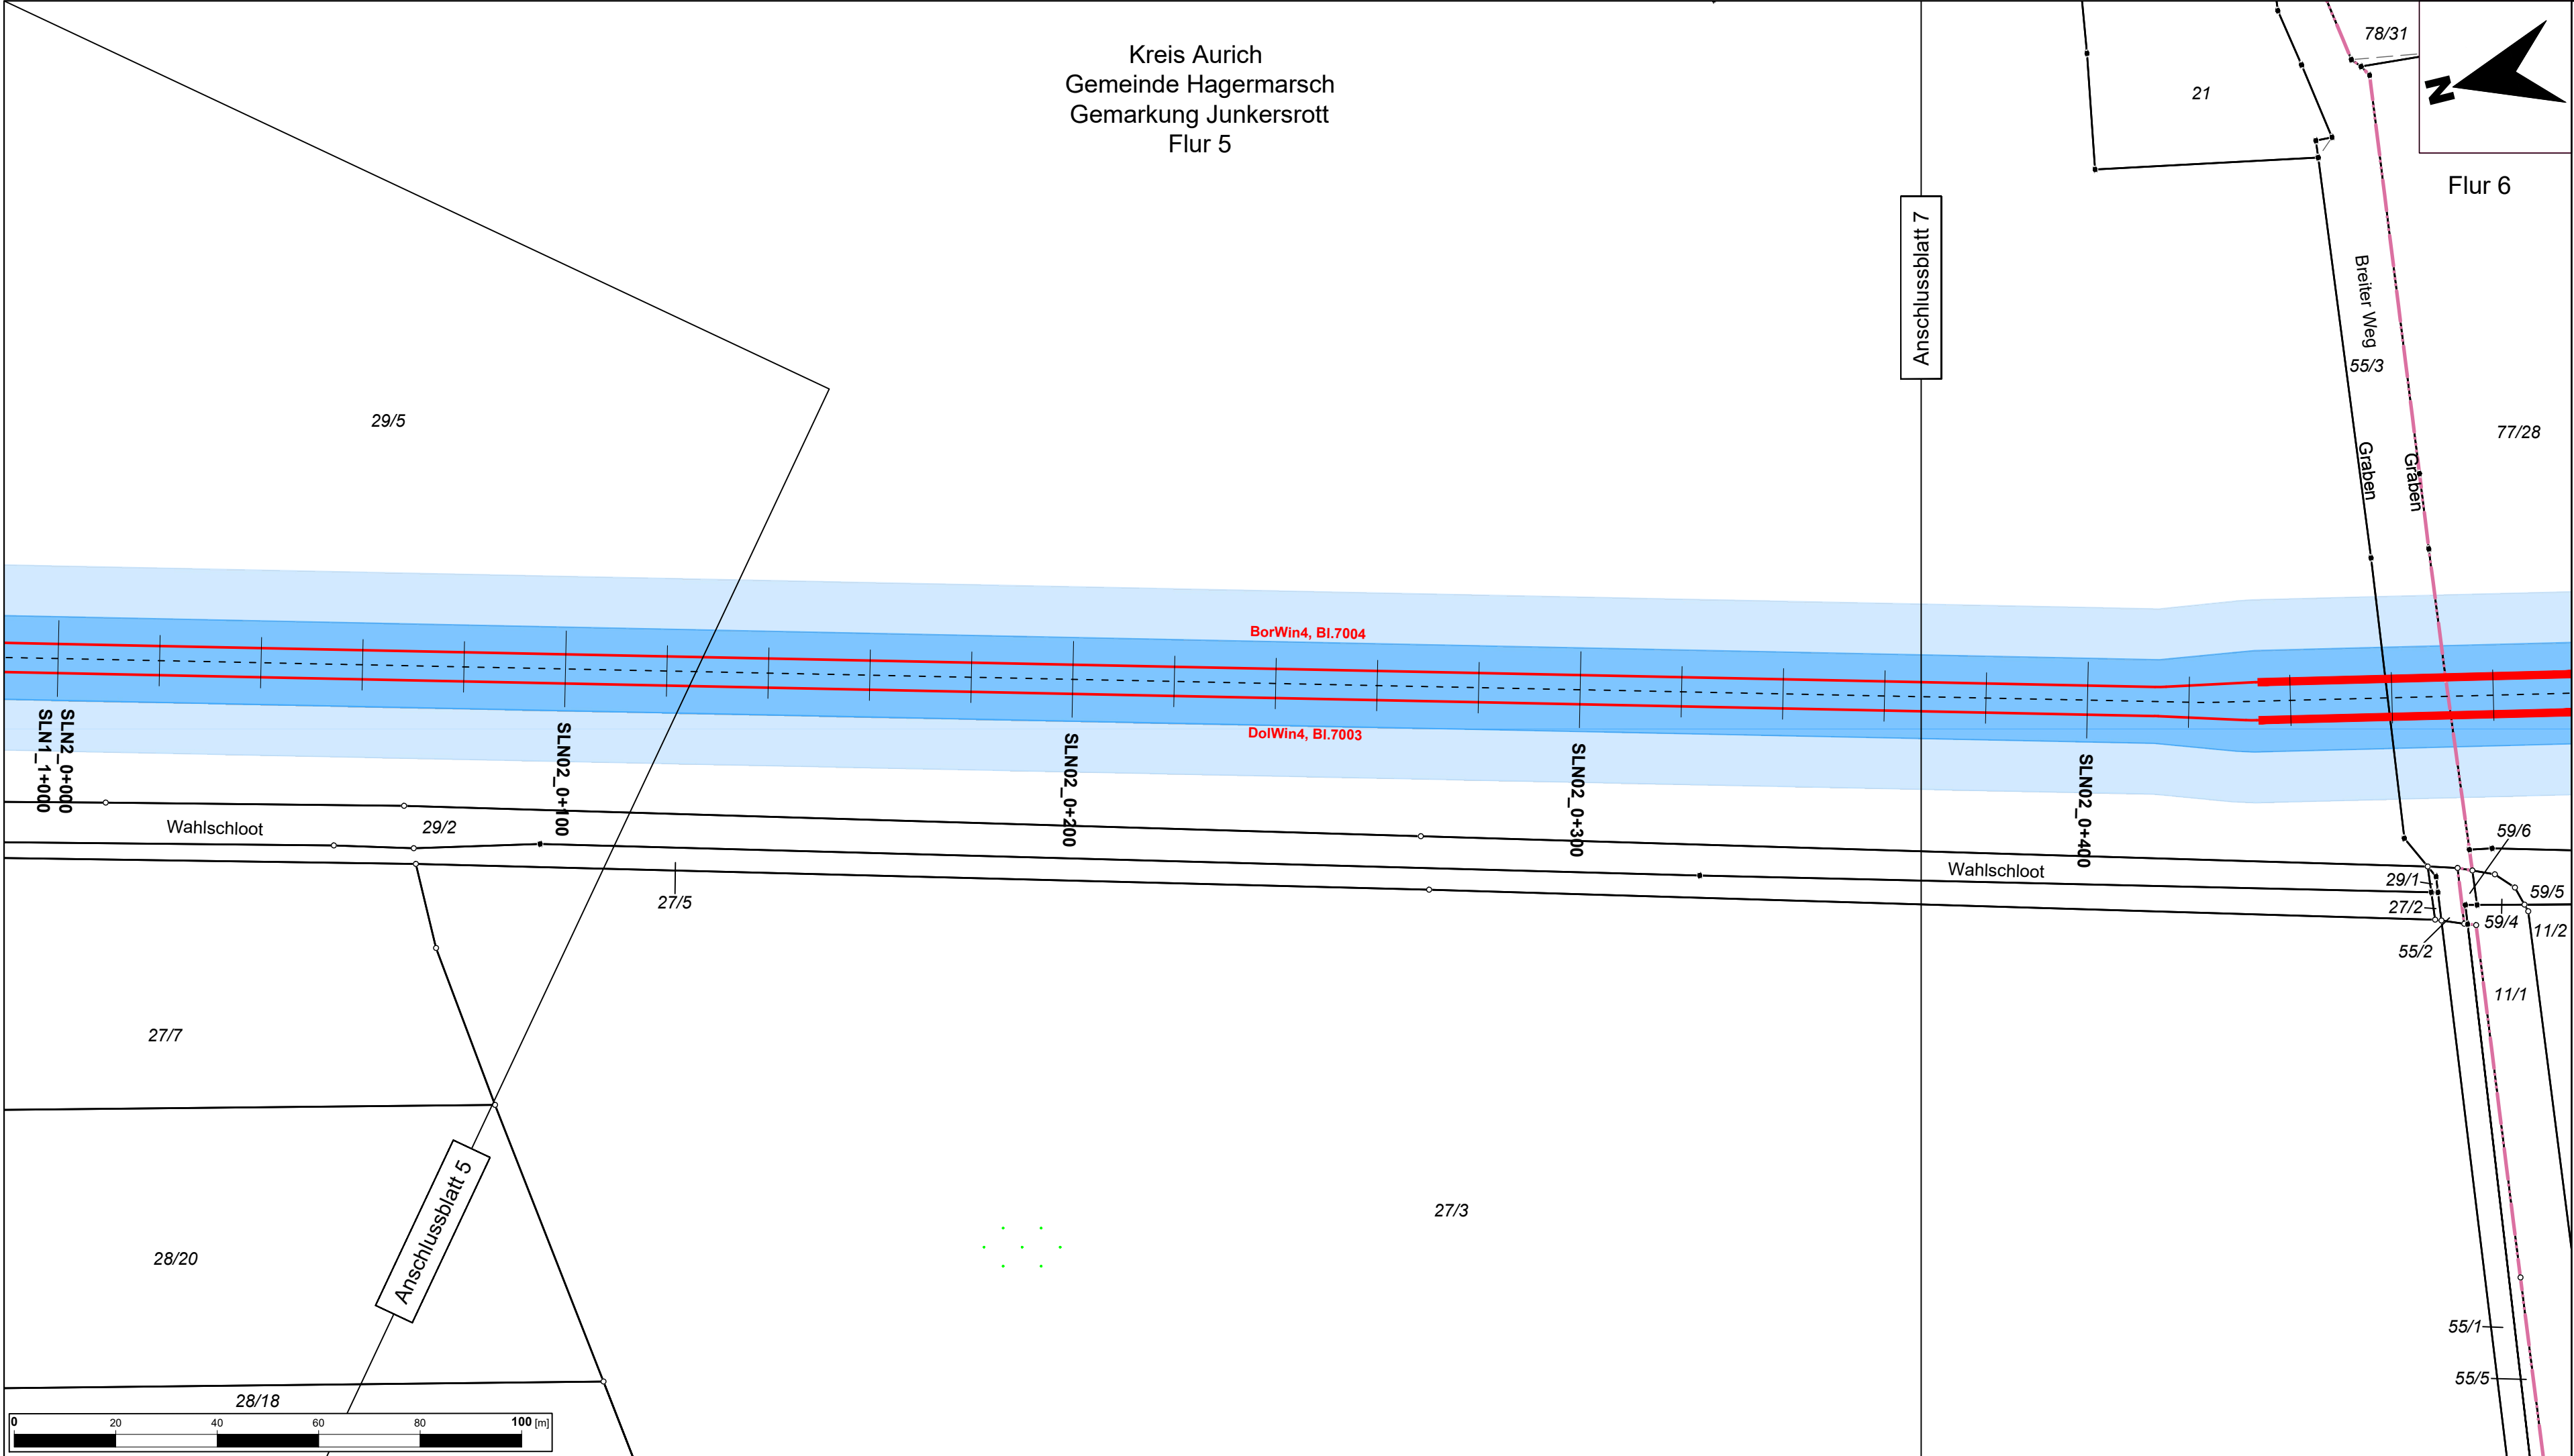 Kreis Aurich
Gemeinde Hagermarsch
Gemarkung Junkersrott
Flur 5
78/31
N
21
Flur 6
Anschlussblatt 7
Breiter Weg
55/3
29/5
77/28
Graben
Graben
BorWin4, Bl.7004
DolWin4, Bl.7003
SLN1_1+000
SLN2_0+000
SLN02_0+100
SLN02_0+200
SLN02_0+300
SLN02_0+400
Wahlschloot
29/2
59/6
Wahlschloot
29/1
59/5
27/5
27/2
59/4
11/2
55/2
11/1
27/7
Anschlussblatt 5
27/3
28/20
55/1
55/5
28/18
0 20 40 60 80 100 [m]